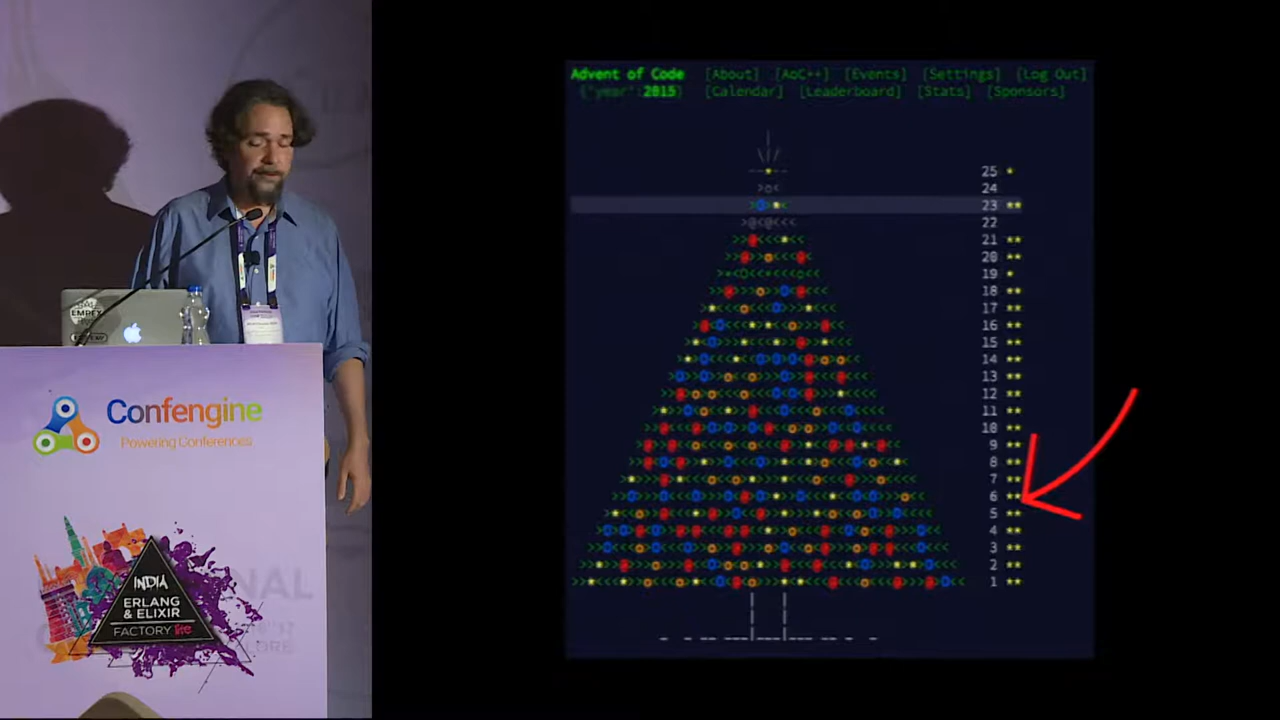 EMPEX
Confengine
Powering Conferences
INDIA
ERLANG
& ELIXIR
FACTORY lite
Advent of Code [About] [AoC++] [Events] [Settings] [Log Out]
{"year":2015} [Calendar] [Leaderboard] [Stats] [Sponsors]
25 *
24
23 **
22
21 **
20 **
19 *
18 **
17 **
16 **
15 **
14 **
13 **
12 **
11 **
10 **
9 **
8 **
7 **
6 **
5 **
4 **
3 **
2 **
1 **